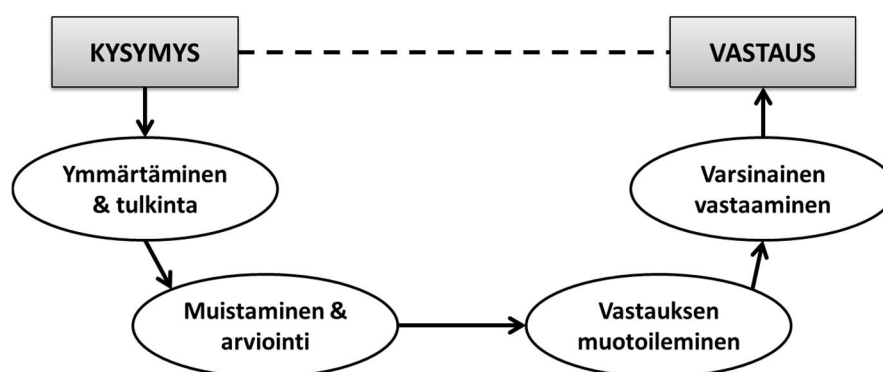 KYSYMYS
VASTAUS
Ymmärtäminen
& tulkinta
Varsinainen
vastaaminen
Muistaminen &
arviointi
Vastauksen
muotoileminen